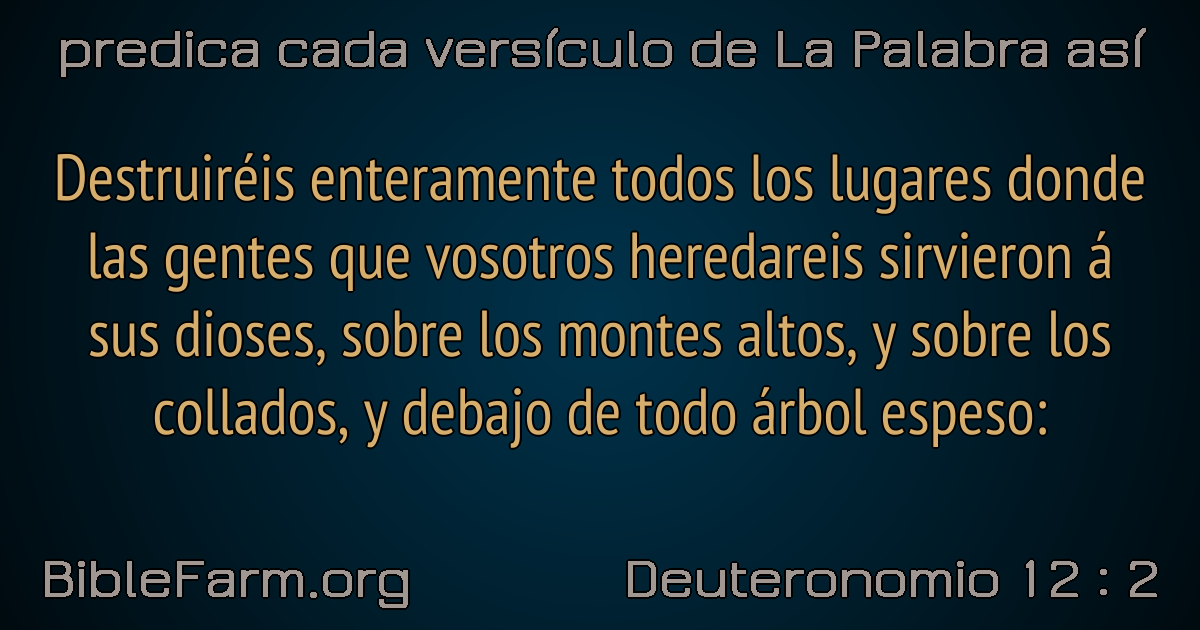 predica cada versículo de La Palabra así
Destruiréis enteramente todos los lugares donde
las gentes que vosotros heredareis sirvieron á
sus dioses, sobre los montes altos, y sobre los
collados, y debajo de todo árbol espeso:
BibleFarm.org
Deuteronomio 12 : 2